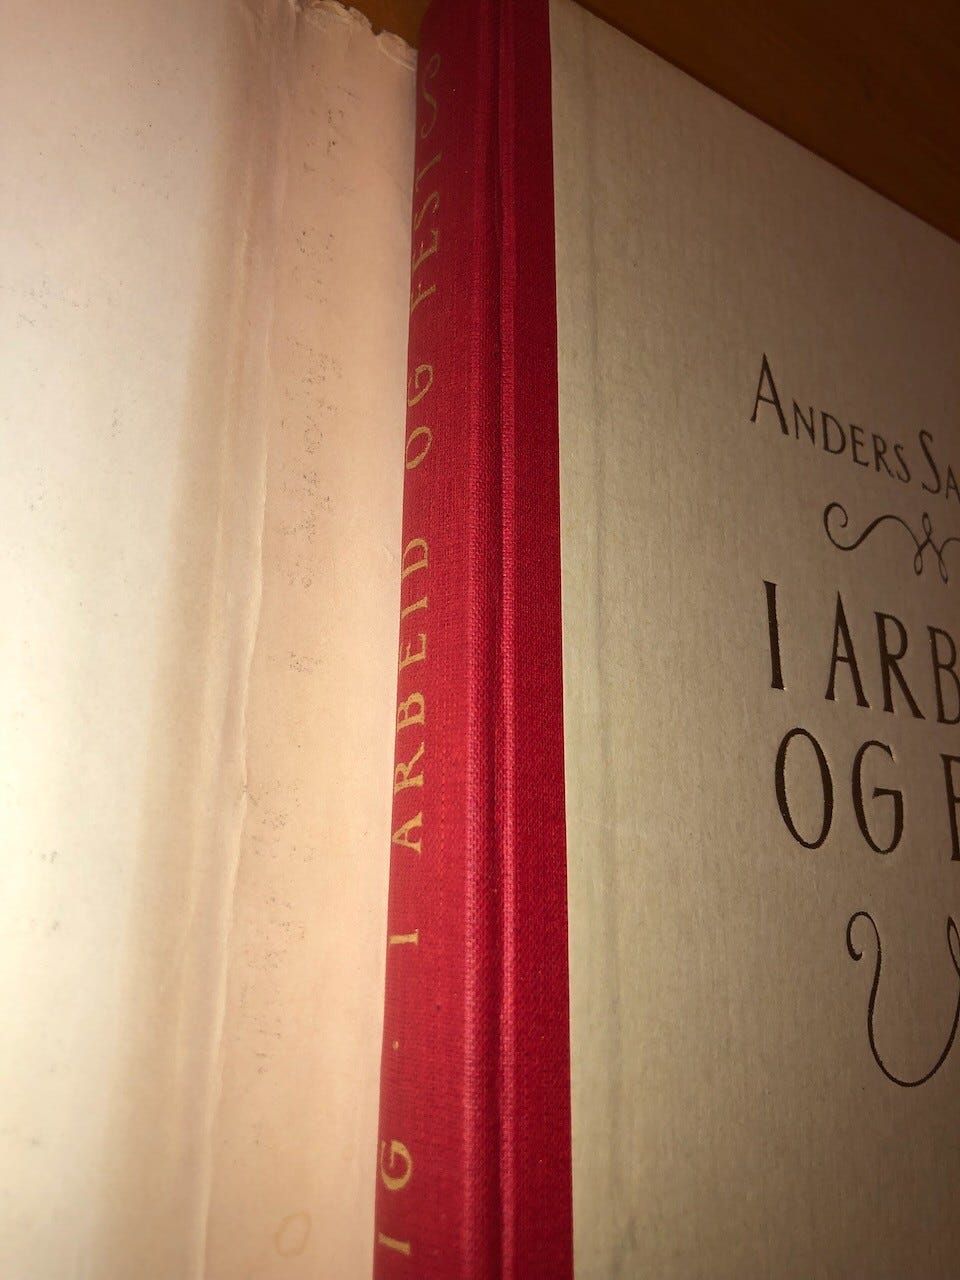 IG · I ARBEID OG FEST
ANDERS SA
I ARB
OG